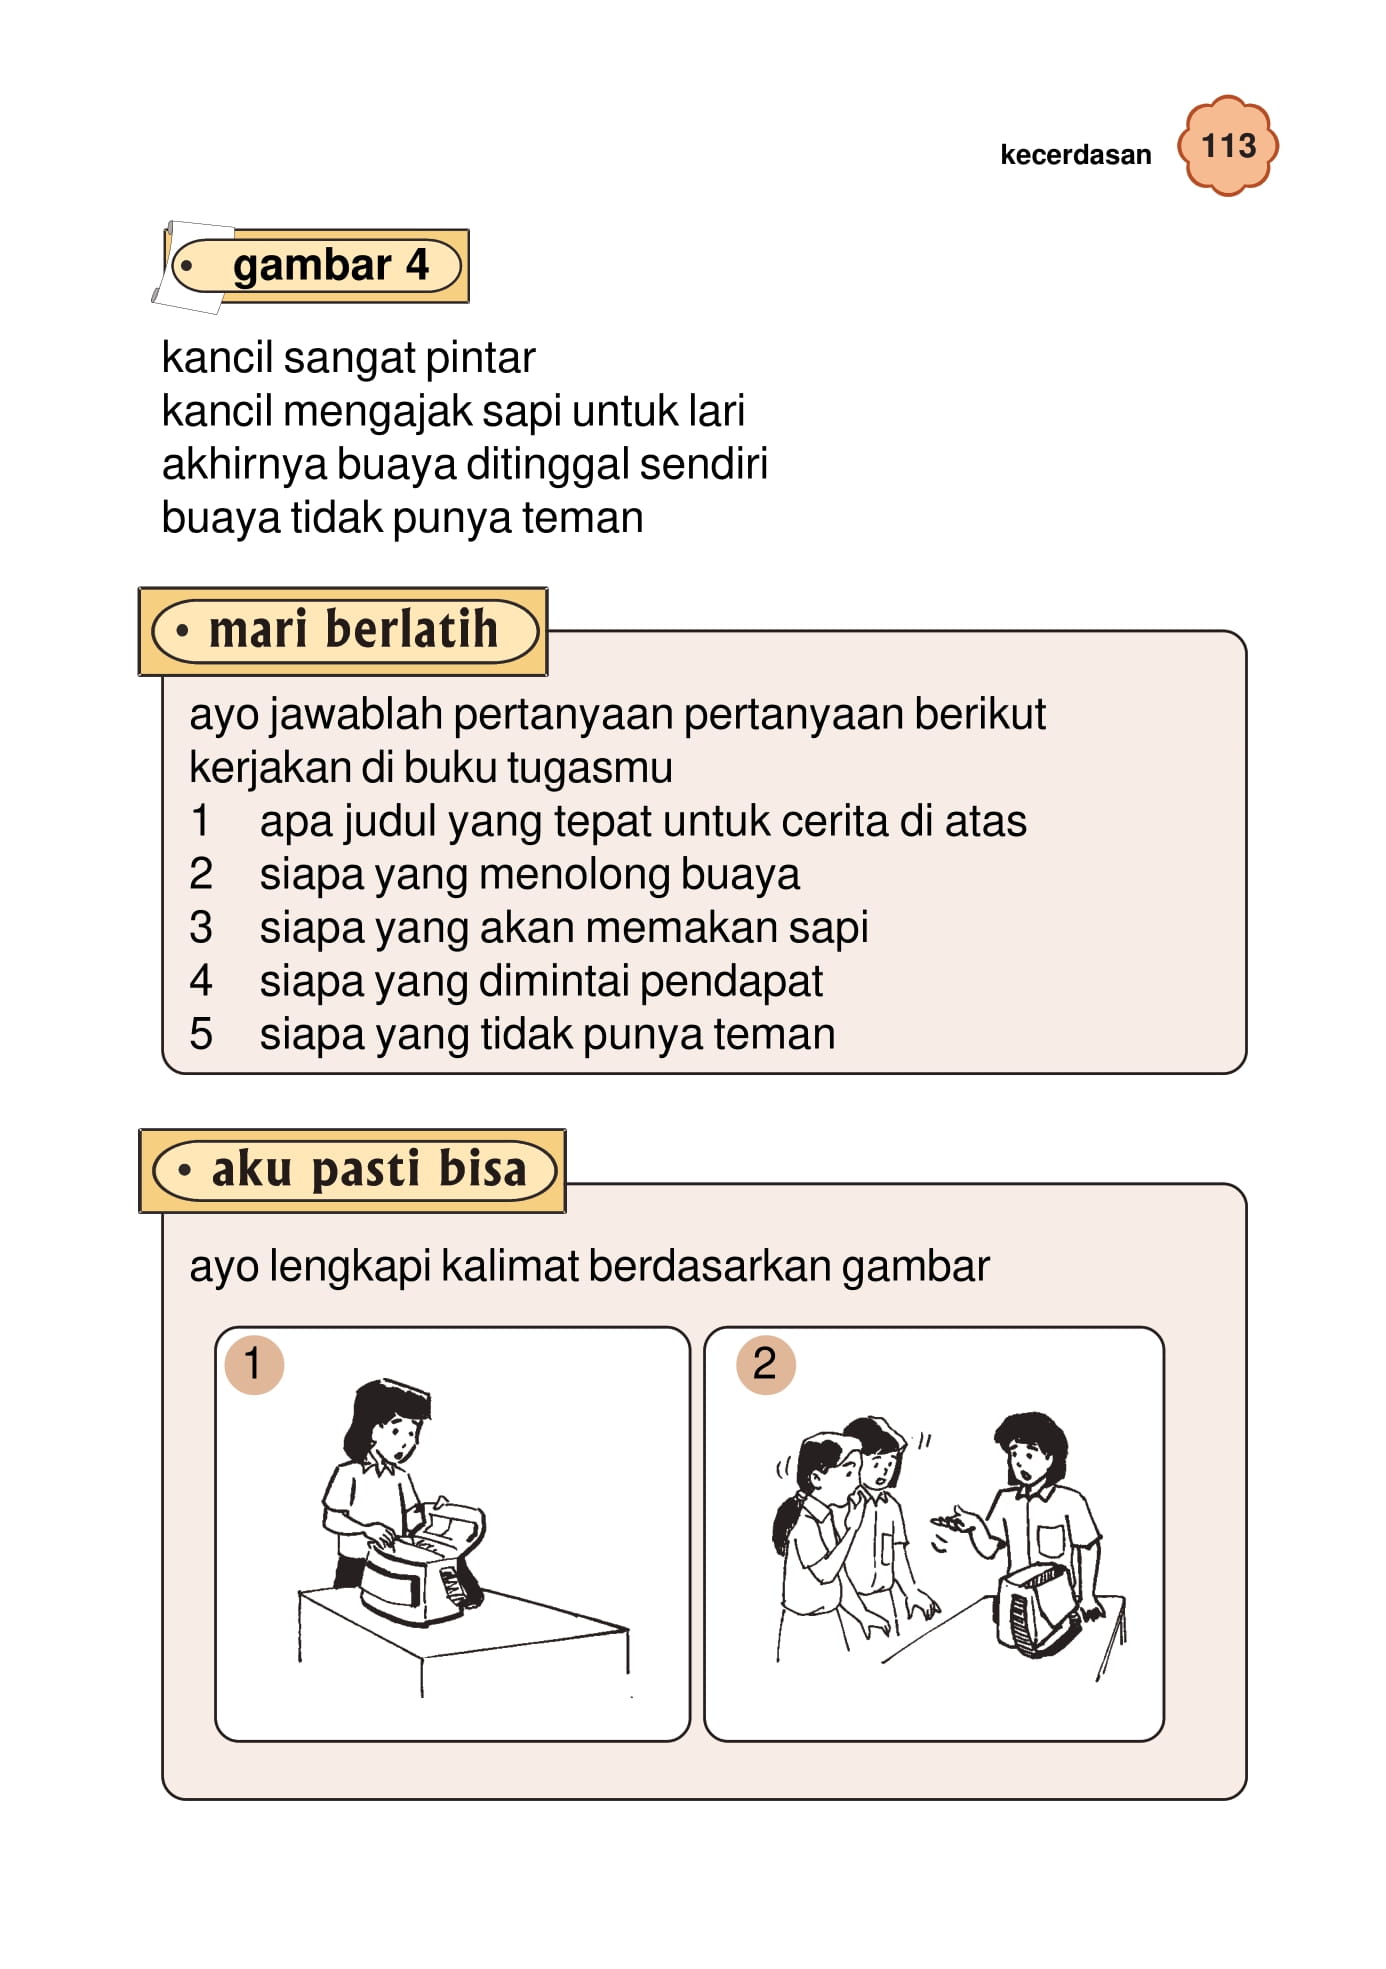 kecerdasan 113
gambar 4
kancil sangat pintar
kancil mengajak sapi untuk lari
akhirnya buaya ditinggal sendiri
buaya tidak punya teman
mari berlatih
ayo jawablah pertanyaan pertanyaan berikut
kerjakan di buku tugasmu
1 apa judul yang tepat untuk cerita di atas
2 siapa yang menolong buaya
3 siapa yang akan memakan sapi
4 siapa yang dimintai pendapat
5 siapa yang tidak punya teman
aku pasti bisa
ayo lengkapi kalimat berdasarkan gambar
1
2